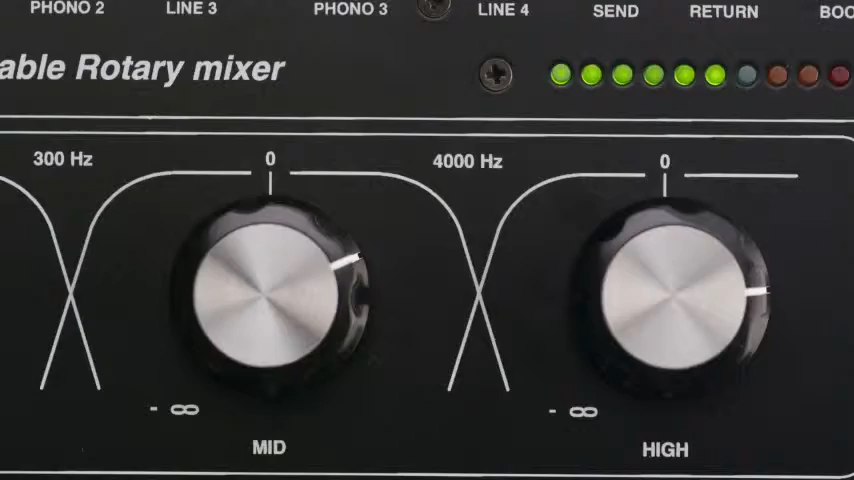 PHONO 2 LINE 3 PHONO 3 LINE 4 SEND RETURN
Rotary mixer
300 Hz 0 4000 Hz 0
- ∞ - ∞
MID HIGH